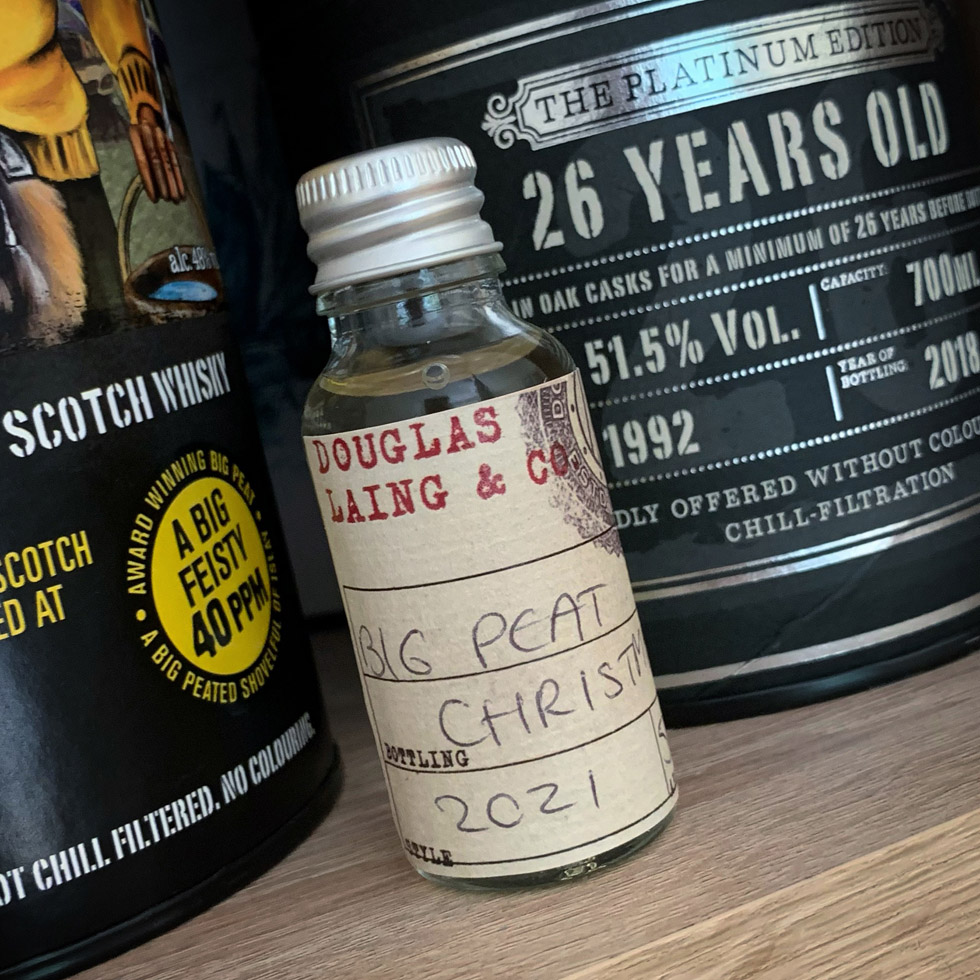 alc. 48%
SCOTCH WHISKY
SCOTCH
ED AT
AWARD WINNING BIG PEAT
A BIG
FEISTY
40 PPM
A BIG PEATED SHOVELFUL OF
OT CHILL FILTERED. NO COLOURING.
DOUGLAS
LAING & CO
BIG PEAT
CHRISTM
BOTTLING
2021
STYLE
THE PLATINUM EDITION
26 YEARS OLD
IN OAK CASKS FOR A MINIMUM OF 26 YEARS BEFORE
51.5% VOL.
CAPACITY:
700ml
1992
YEAR OF
BOTTLING:
2018
DLY OFFERED WITHOUT COLOU
CHILL-FILTRATION